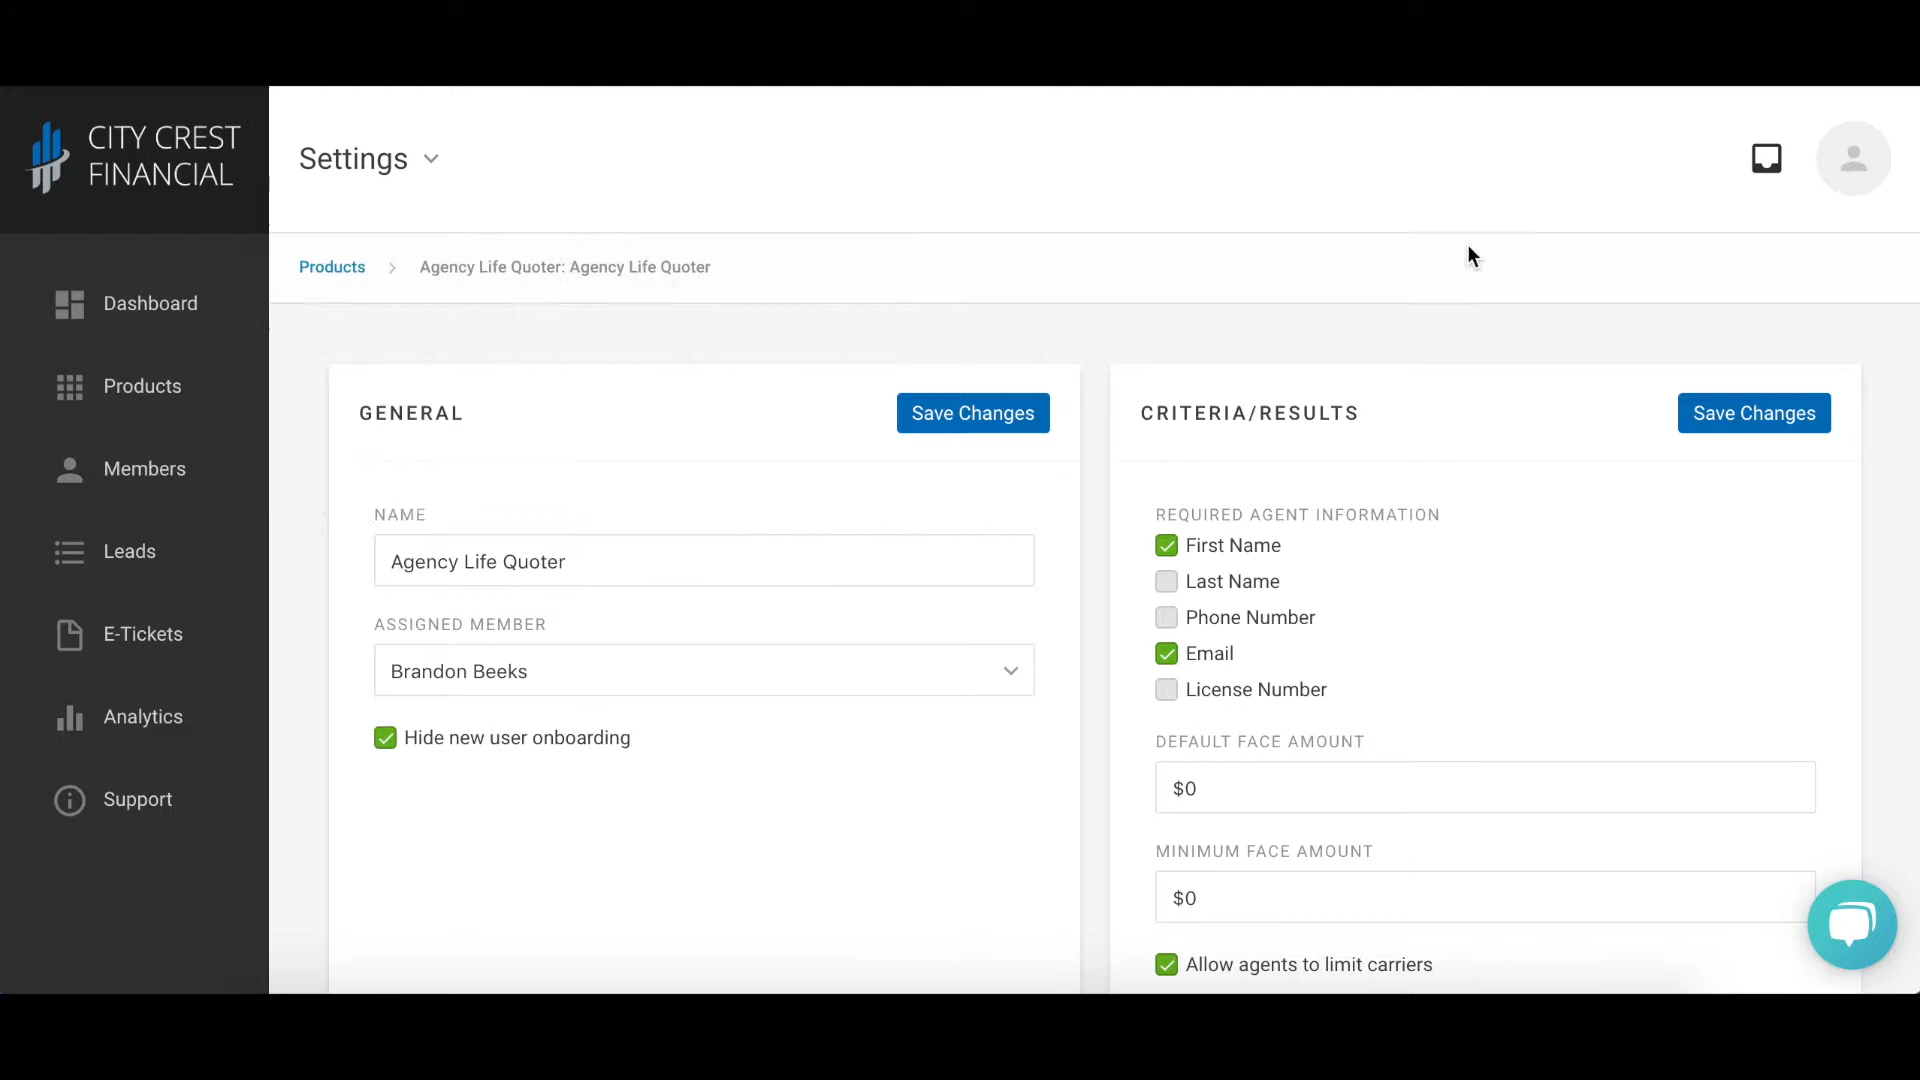 CITY CREST
FINANCIAL
Settings
Products
Agency Life Quoter: Agency Life Quoter
Dashboard
Products
Members
Leads
E-Tickets
Analytics
Support
GENERAL
Save Changes
NAME
Agency Life Quoter
ASSIGNED MEMBER
Brandon Beeks
Hide new user onboarding
CRITERIA/RESULTS
Save Changes
REQUIRED AGENT INFORMATION
First Name
Last Name
Phone Number
Email
License Number
DEFAULT FACE AMOUNT
$0
MINIMUM FACE AMOUNT
$0
Allow agents to limit carriers